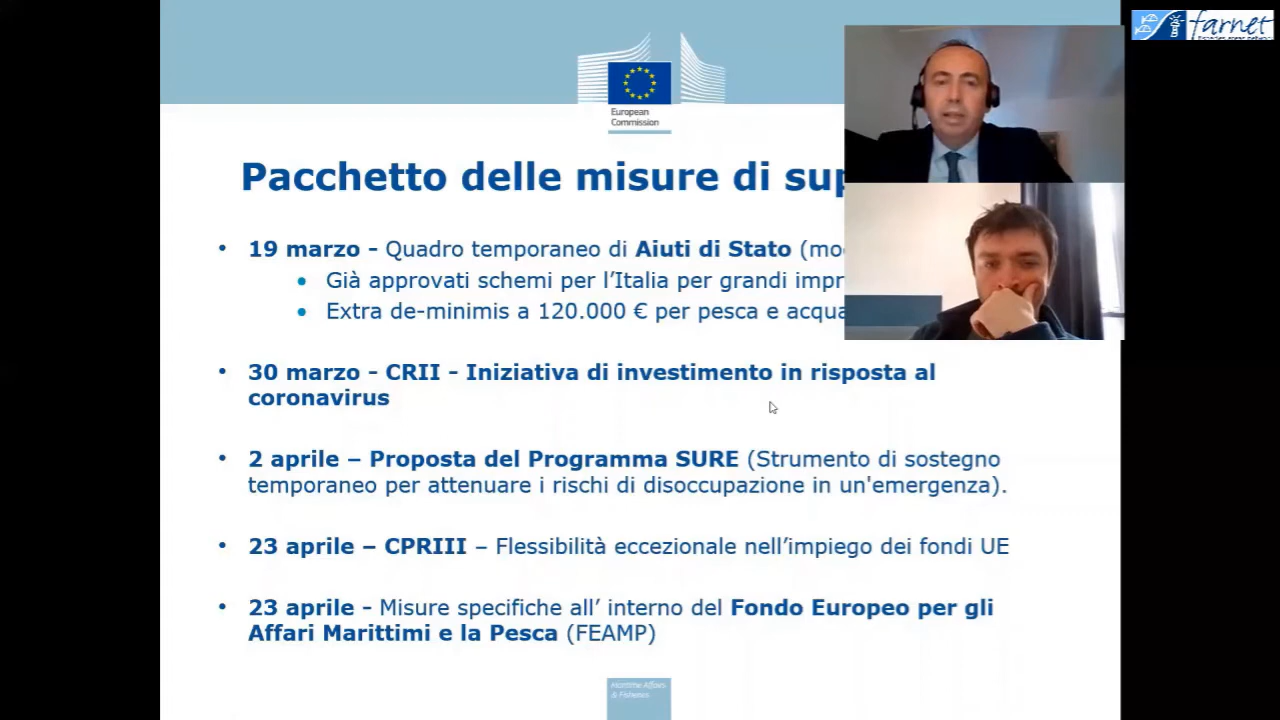 farnet
European
Commission
Pacchetto delle misure di
19 marzo - Quadro temporaneo di Aiuti di Stato
Già approvati schemi per l’Italia per grandi
Extra de-minimis a 120.000 € per pesca e
30 marzo - CRII - Iniziativa di investimento in risposta al
coronavirus
2 aprile – Proposta del Programma SURE (Strumento di sostegno
temporaneo per attenuare i rischi di disoccupazione in un'emergenza).
23 aprile – CPRIII – Flessibilità eccezionale nell’impiego dei fondi UE
23 aprile - Misure specifiche all’ interno del Fondo Europeo per gli
Affari Marittimi e la Pesca (FEAMP)
Maritime Affairs
& Fisheries